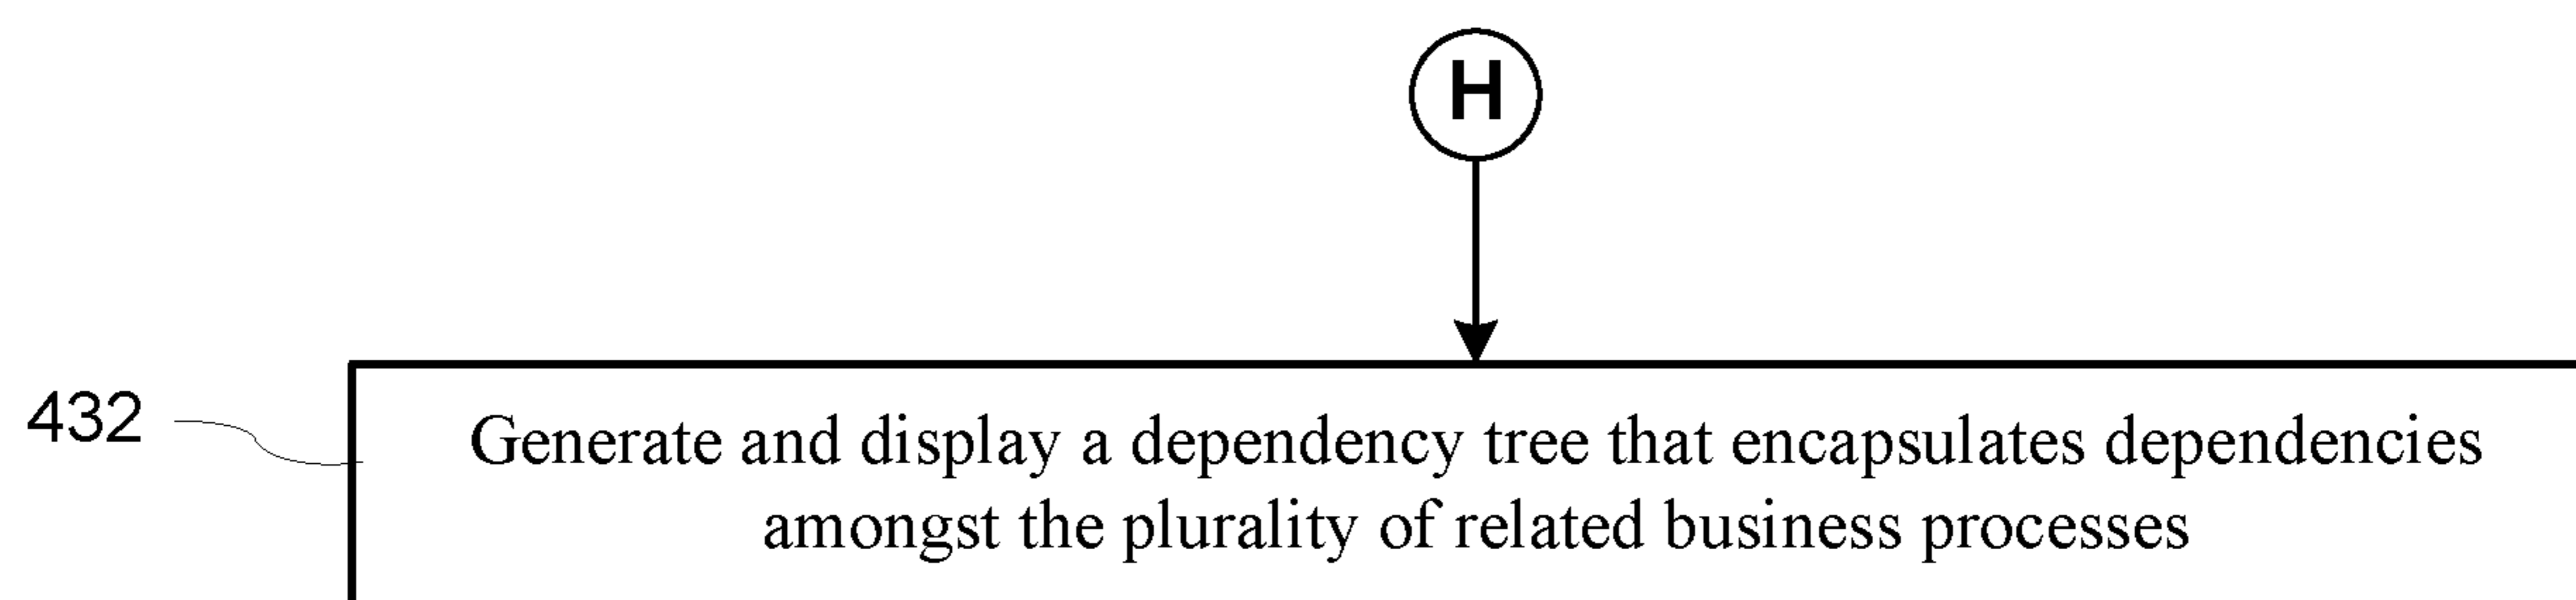 H
432
Generate and display a dependency tree that encapsulates dependencies
amongst the plurality of related business processes